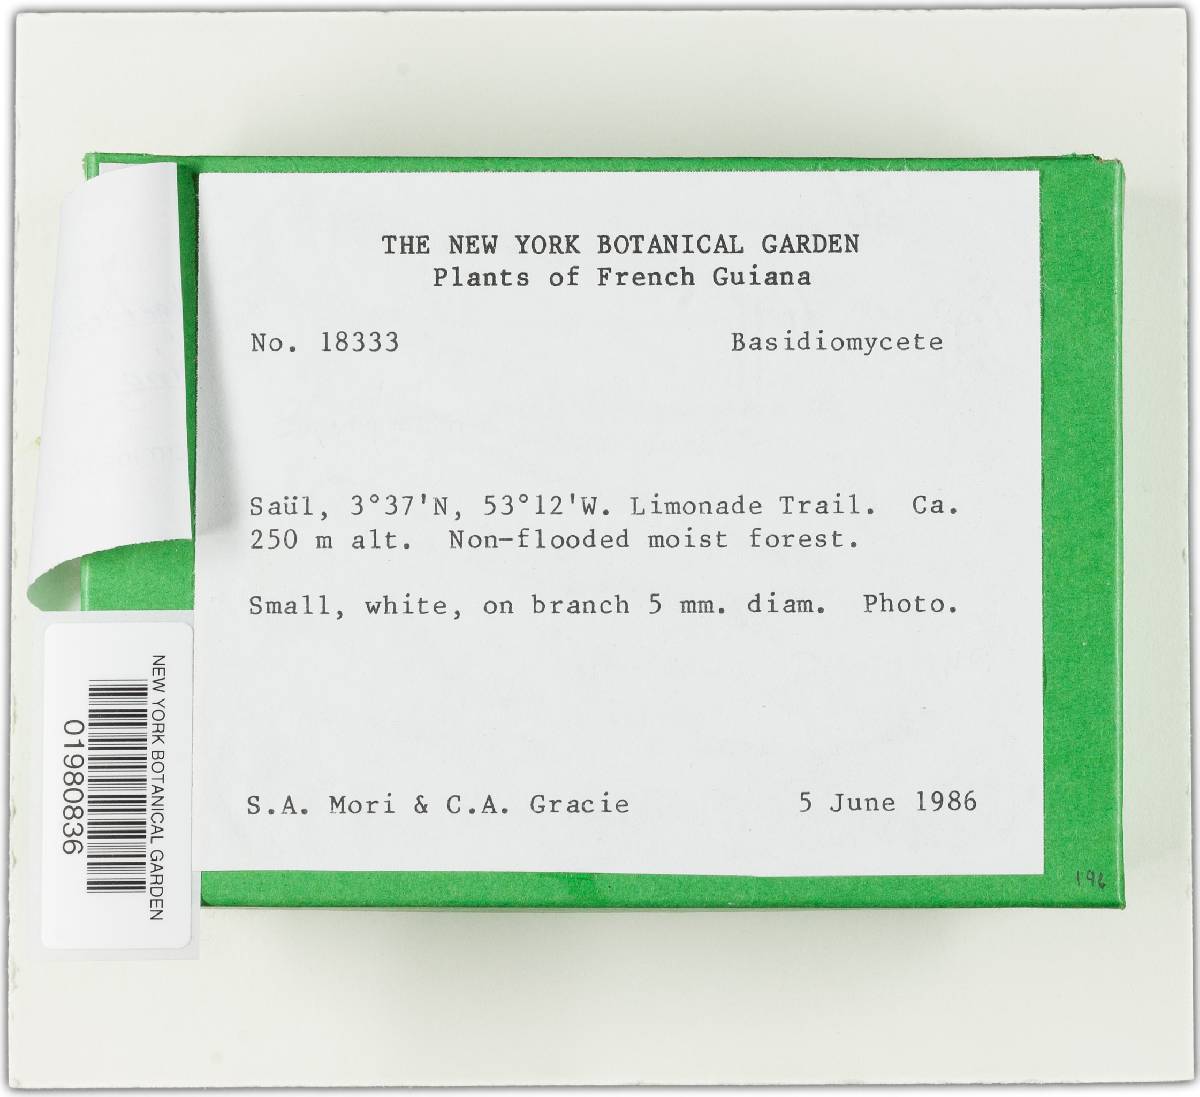 THE NEW YORK BOTANICAL GARDEN
Plants of French Guiana
No. 18333 Basidiomycete
Saül, 3°37'N, 53°12'W. Limonade Trail. Ca.
250 m alt. Non-flooded moist forest.
Small, white, on branch 5 mm. diam. Photo.
S.A. Mori & C.A. Gracie 5 June 1986
NEW YORK BOTANICAL GARDEN
01980836